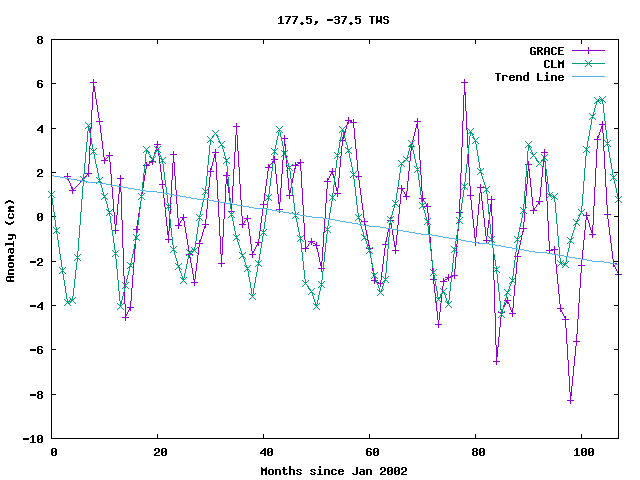 177.5, -37.5 TWS
GRACE
CLM
Trend Line
8
6
4
2
0
-2
-4
-6
-8
-10
Anomaly (cm)
0 20 40 60 80 100
Months since Jan 2002